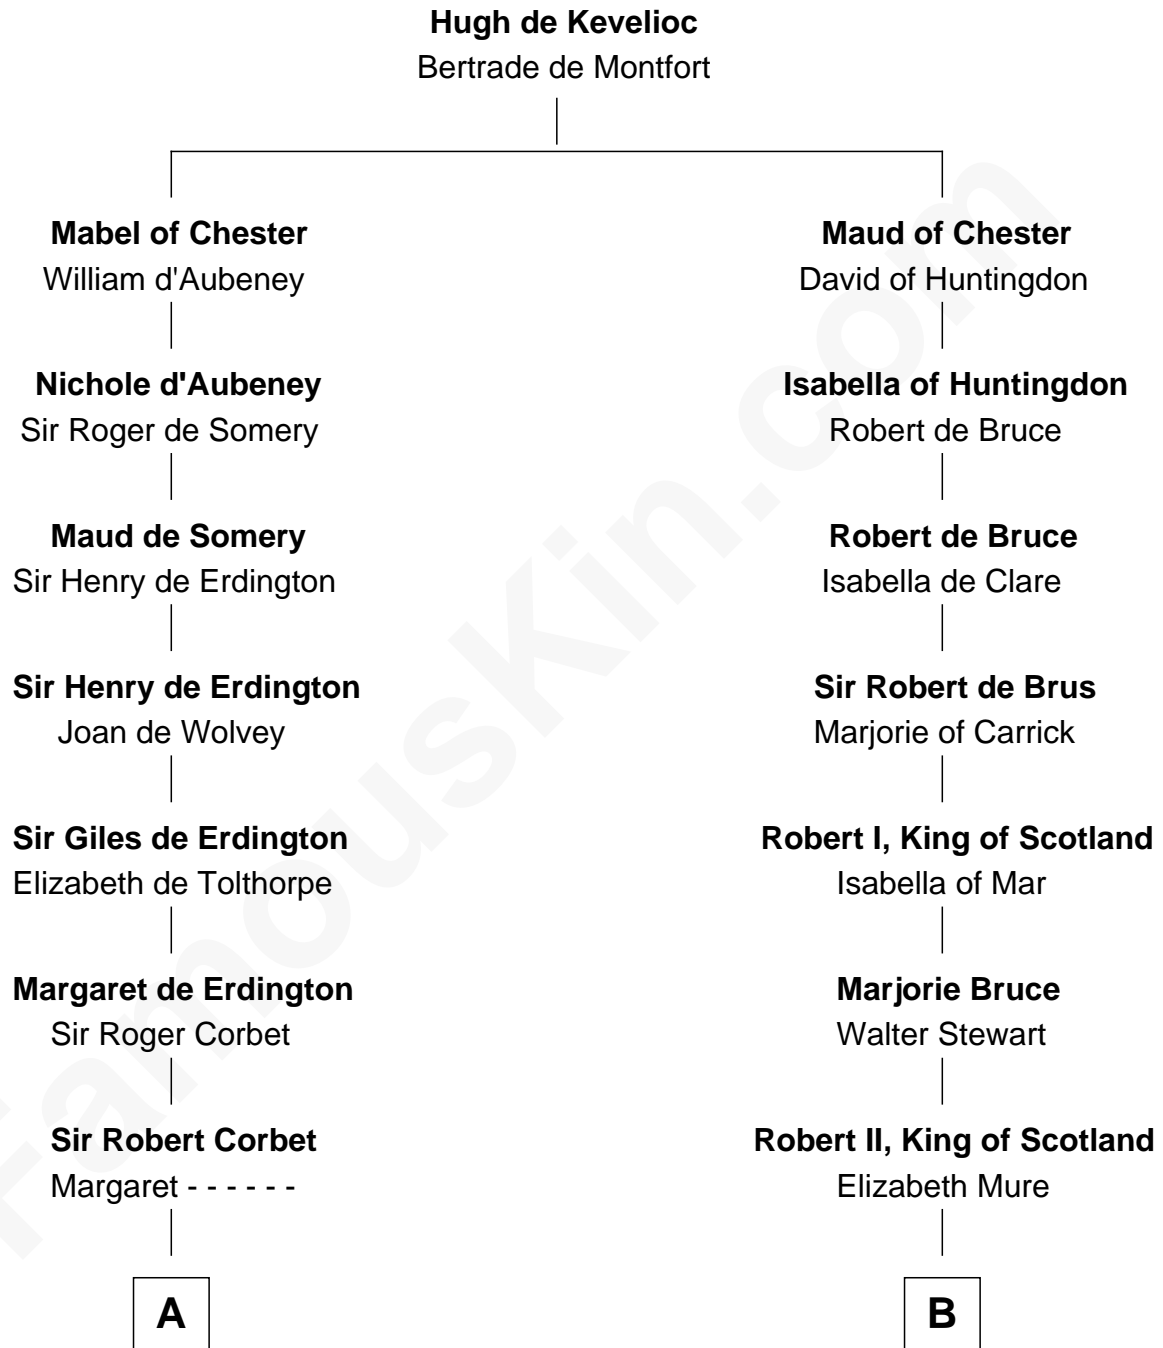 Hugh de Kevelioc
Bertrade de Montfort
Mabel of Chester
William d'Aubeney
Maud of Chester
David of Huntingdon
Nichole d'Aubeney
Sir Roger de Somery
Isabella of Huntingdon
Robert de Bruce
Maud de Somery
Sir Henry de Erdington
Robert de Bruce
Isabella de Clare
Sir Henry de Erdington
Joan de Wolvey
Sir Robert de Brus
Marjorie of Carrick
Sir Giles de Erdington
Elizabeth de Tolthorpe
Robert I, King of Scotland
Isabella of Mar
Margaret de Erdington
Sir Roger Corbet
Marjorie Bruce
Walter Stewart
Sir Robert Corbet
Margaret - - - - - -
Robert II, King of Scotland
Elizabeth Mure
A
B
FamousKin.com